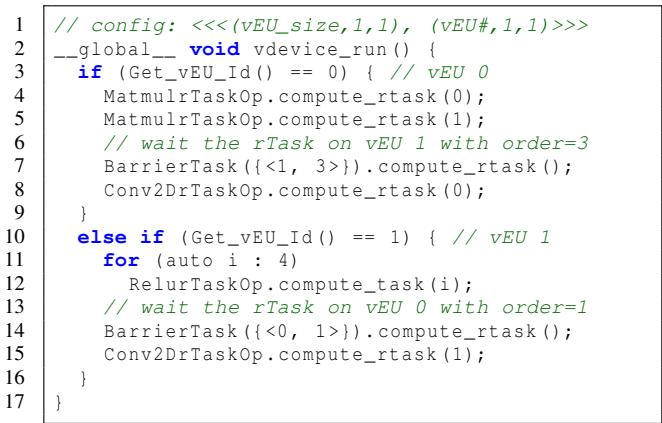 1 // config: <<<(vEU_size,1,1), (vEU#,1,1)>>>
2 __global__ void vdevice_run() {
3   if (Get_vEU_Id() == 0) { // vEU 0
4     MatmulrTaskOp.compute_rtask(0);
5     MatmulrTaskOp.compute_rtask(1);
6     // wait the rTask on vEU 1 with order=3
7     BarrierTask({<1, 3>}).compute_rtask();
8     Conv2DrTaskOp.compute_rtask(0);
9   }
10   else if (Get_vEU_Id() == 1) { // vEU 1
11     for (auto i : 4)
12       RelurTaskOp.compute_task(i);
13     // wait the rTask on vEU 0 with order=1
14     BarrierTask({<0, 1>}).compute_rtask();
15     Conv2DrTaskOp.compute_rtask(1);
16   }
17 }